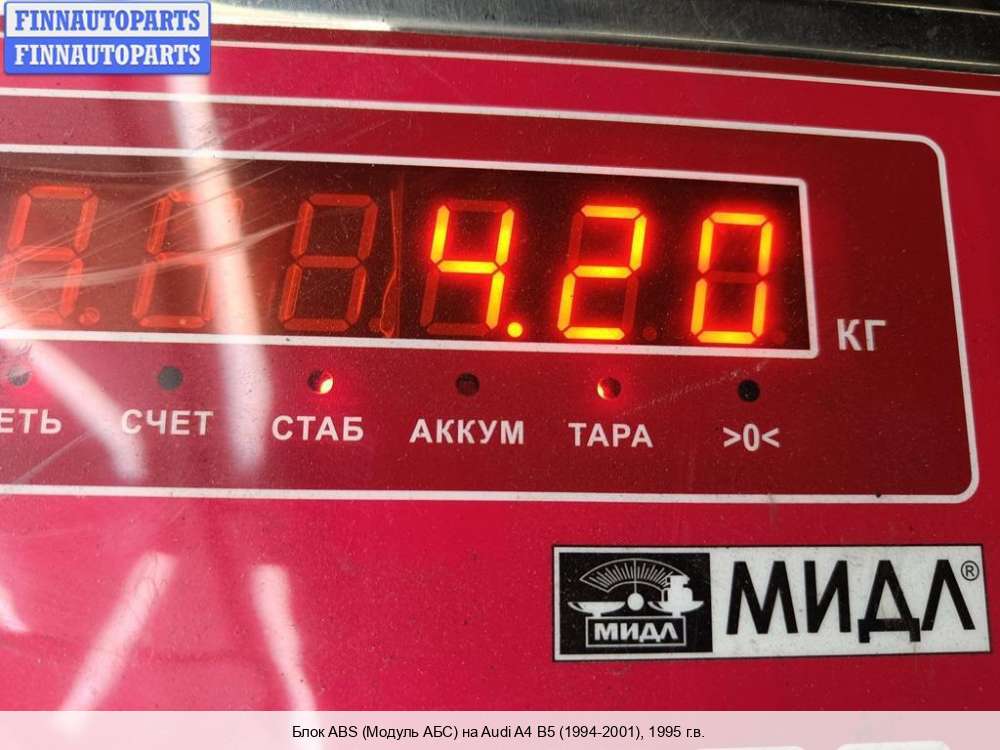 FINNAUTOPARTS
FINNAUTOPARTS
4.20
КГ
ЕТЬ СЧЕТ СТАБ АККУМ ТАРА >0<
МИДЛ МИДЛ®
Блок ABS (Модуль АБС) на Audi A4 B5 (1994-2001), 1995 г.в.